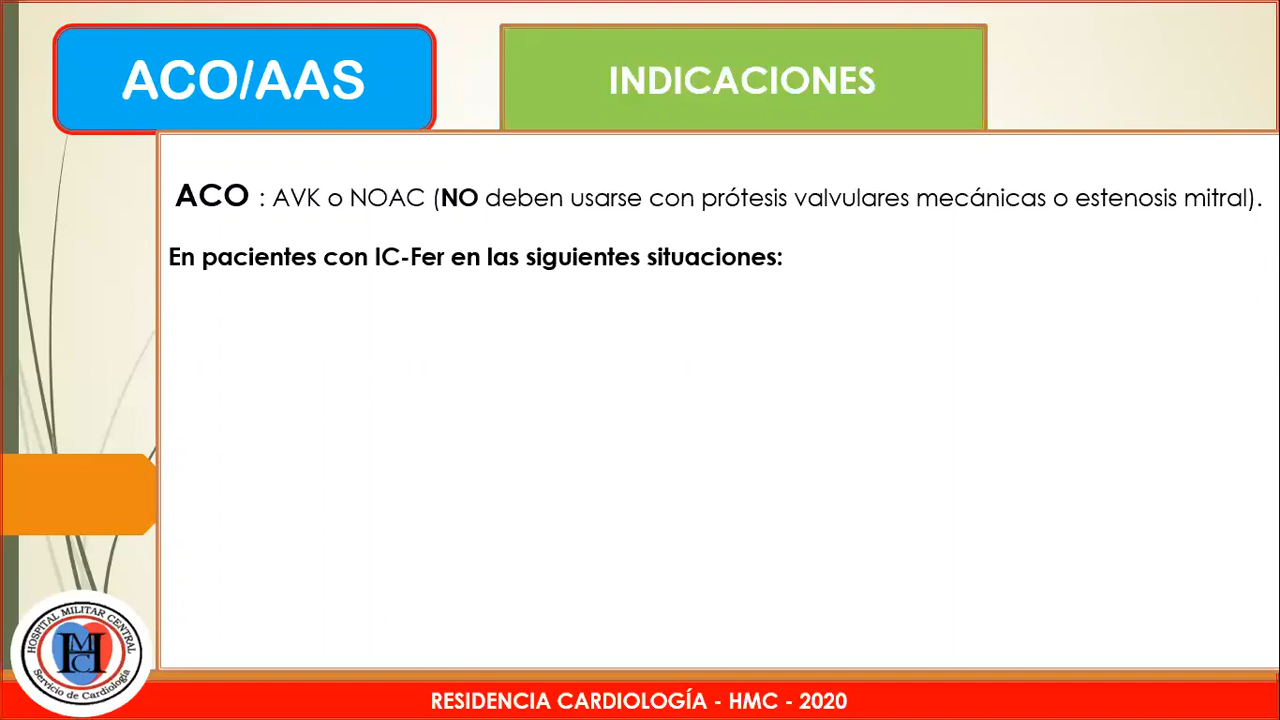 ACO/AAS
INDICACIONES
ACO : AVK o NOAC (NO deben usarse con prótesis valvulares mecánicas o estenosis mitral).
En pacientes con IC-Fer en las siguientes situaciones:
HOSPITAL MILITAR CENTRAL
HMC
Servicio de Cardiología
RESIDENCIA CARDIOLOGÍA - HMC - 2020